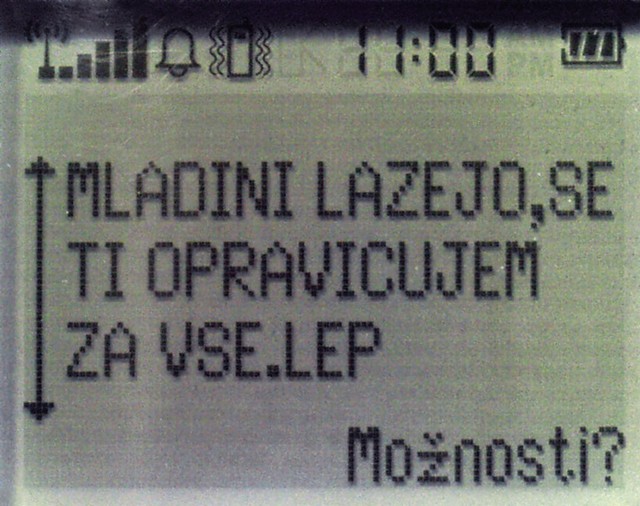 11:00
MLADINI LAZEJO,SE
TI OPRAVICUJEM
ZA VSE.LEP
Možnosti?